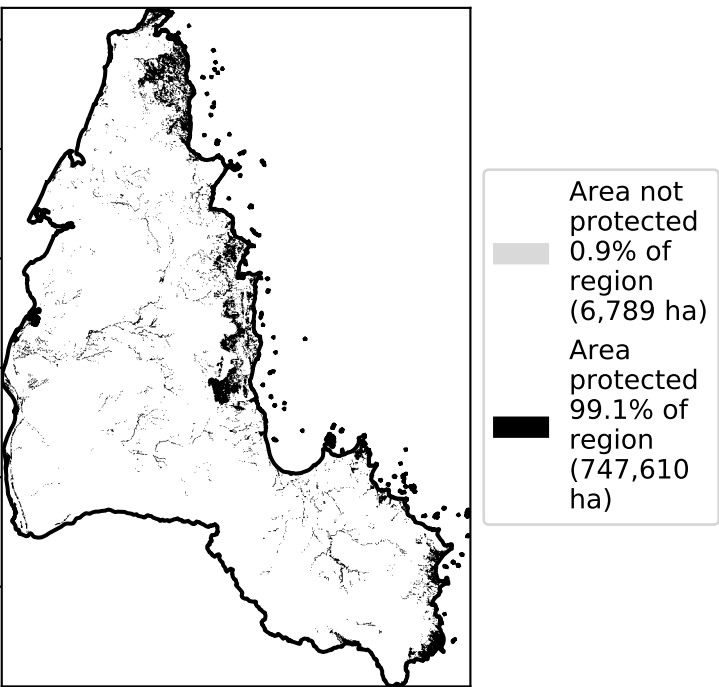 Area not
protected
0.9% of
region
(6,789 ha)
Area
protected
99.1% of
region
(747,610
ha)